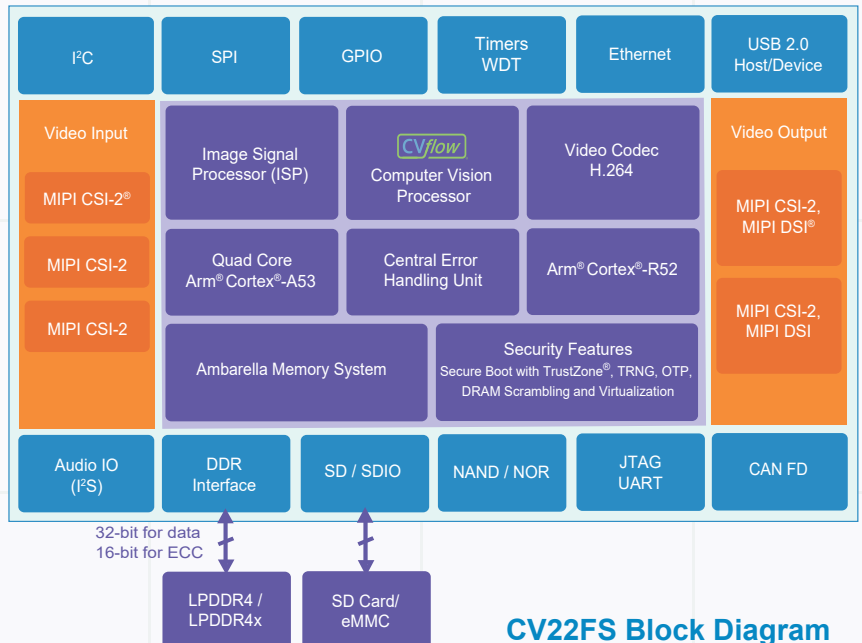 I²C
SPI
GPIO
Timers
WDT
Ethernet
USB 2.0
Host/Device
Video Input
MIPI CSI-2®
MIPI CSI-2
MIPI CSI-2
Image Signal
Processor (ISP)
CVflow
Computer Vision
Processor
Video Codec
H.264
Quad Core
Arm® Cortex®-A53
Central Error
Handling Unit
Arm® Cortex®-R52
Ambarella Memory System
Security Features
Secure Boot with TrustZone®, TRNG, OTP,
DRAM Scrambling and Virtualization
Video Output
MIPI CSI-2,
MIPI DSI®
MIPI CSI-2,
MIPI DSI
Audio IO
(I²S)
DDR
Interface
SD / SDIO
NAND / NOR
JTAG
UART
CAN FD
32-bit for data
16-bit for ECC
LPDDR4 /
LPDDR4x
SD Card/
eMMC
CV22FS Block Diagram